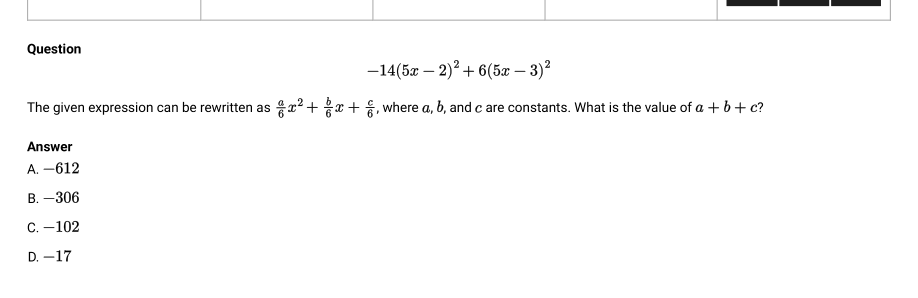 Question
−14(5x − 2)² + 6(5x − 3)²
The given expression can be rewritten as a/6 x² + b/6 x + c/6, where a, b, and c are constants. What is the value of a + b + c?
Answer
A. −612
B. −306
C. −102
D. −17